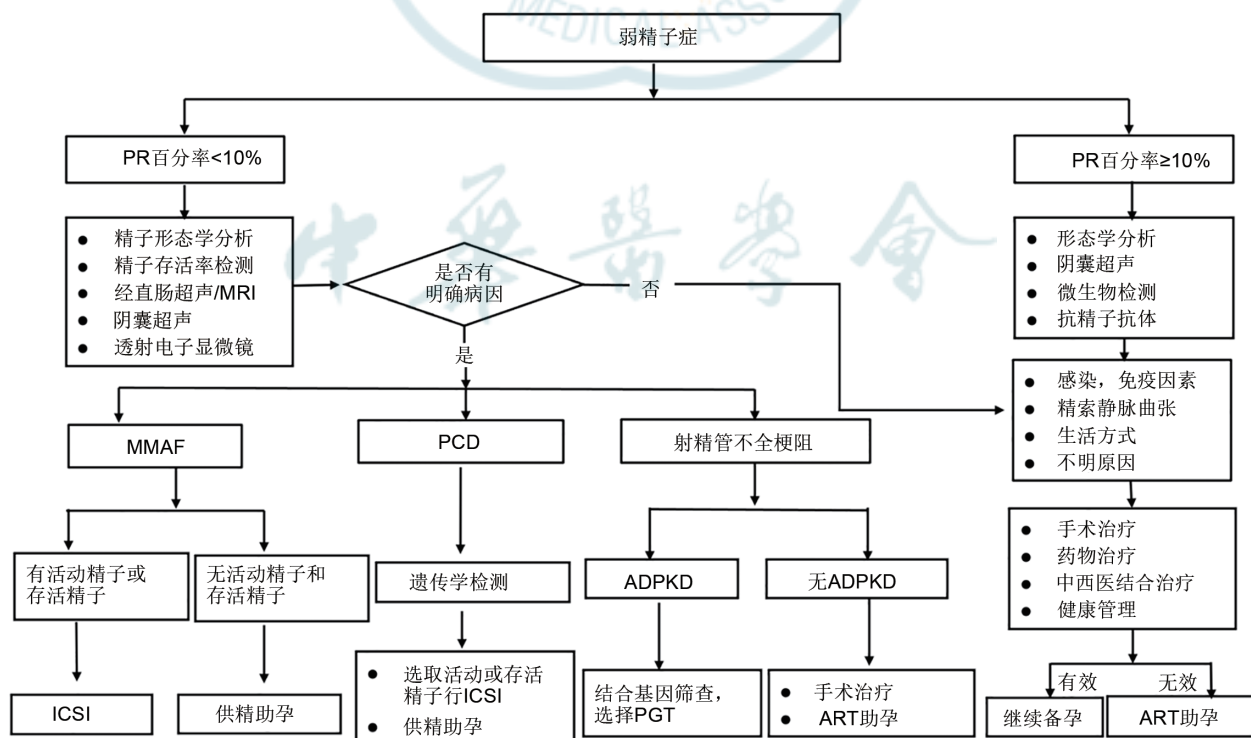 MEDICAL ASSO
弱精子症
PR百分率<10%
PR百分率≥10%
● 精子形态学分析
● 精子存活率检测
● 经直肠超声/MRI
● 阴囊超声
● 透射电子显微镜
是否有
明确病因
否
是
● 形态学分析
● 阴囊超声
● 微生物检测
● 抗精子抗体
中华醫學會
● 感染，免疫因素
● 精索静脉曲张
● 生活方式
● 不明原因
MMAF
PCD
射精管不全梗阻
● 手术治疗
● 药物治疗
● 中西医结合治疗
● 健康管理
有活动精子或
存活精子
无活动精子和
存活精子
遗传学检测
ADPKD
无ADPKD
ICSI
供精助孕
● 选取活动或存活
精子行ICSI
● 供精助孕
结合基因筛查，
选择PGT
● 手术治疗
● ART助孕
有效
无效
继续备孕
ART助孕